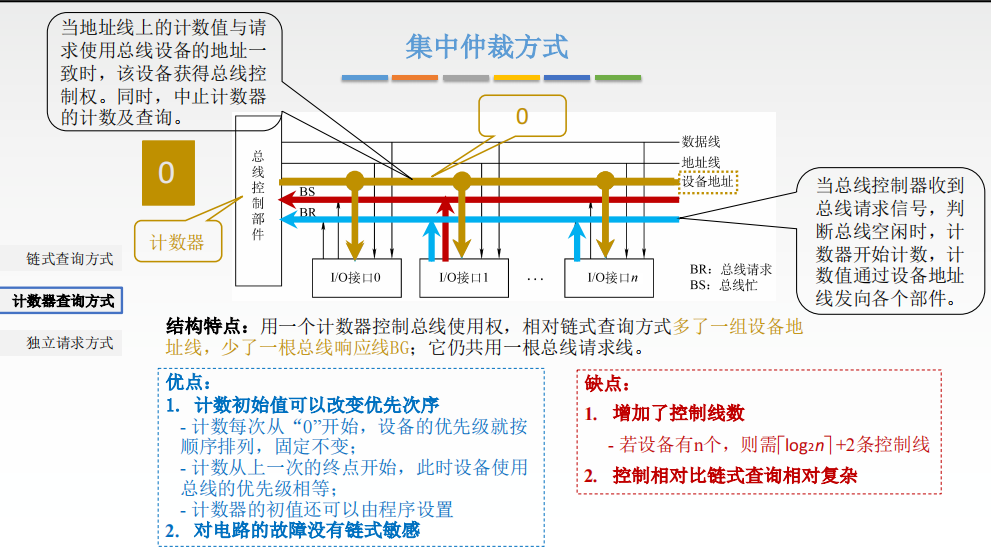 当地址线上的计数值与请
求使用总线设备的地址一
致时，该设备获得总线控
制权。同时，中止计数器
的计数及查询。
集中仲裁方式
0
0
计数器
总线控制部件
数据线
地址线
设备地址
BS
BR
I/O接口0
I/O接口1
...
I/O接口n
BR：总线请求
BS：总线忙
当总线控制器收到
总线请求信号，判
断总线空闲时，计
数器开始计数，计
数值通过设备地址
线发向各个部件。
链式查询方式
计数器查询方式
独立请求方式
结构特点：用一个计数器控制总线使用权，相对链式查询方式多了一组设备地
址线，少了一根总线响应线BG；它仍共用一根总线请求线。
优点：
1. 计数初始值可以改变优先次序
- 计数每次从“0”开始，设备的优先级就按
顺序排列，固定不变；
- 计数从上一次的终点开始，此时设备使用
总线的优先级相等；
- 计数器的初值还可以由程序设置
2. 对电路的故障没有链式敏感
缺点：
1. 增加了控制线数
- 若设备有n个，则需⌈log₂n⌉+2条控制线
2. 控制相对比链式查询相对复杂